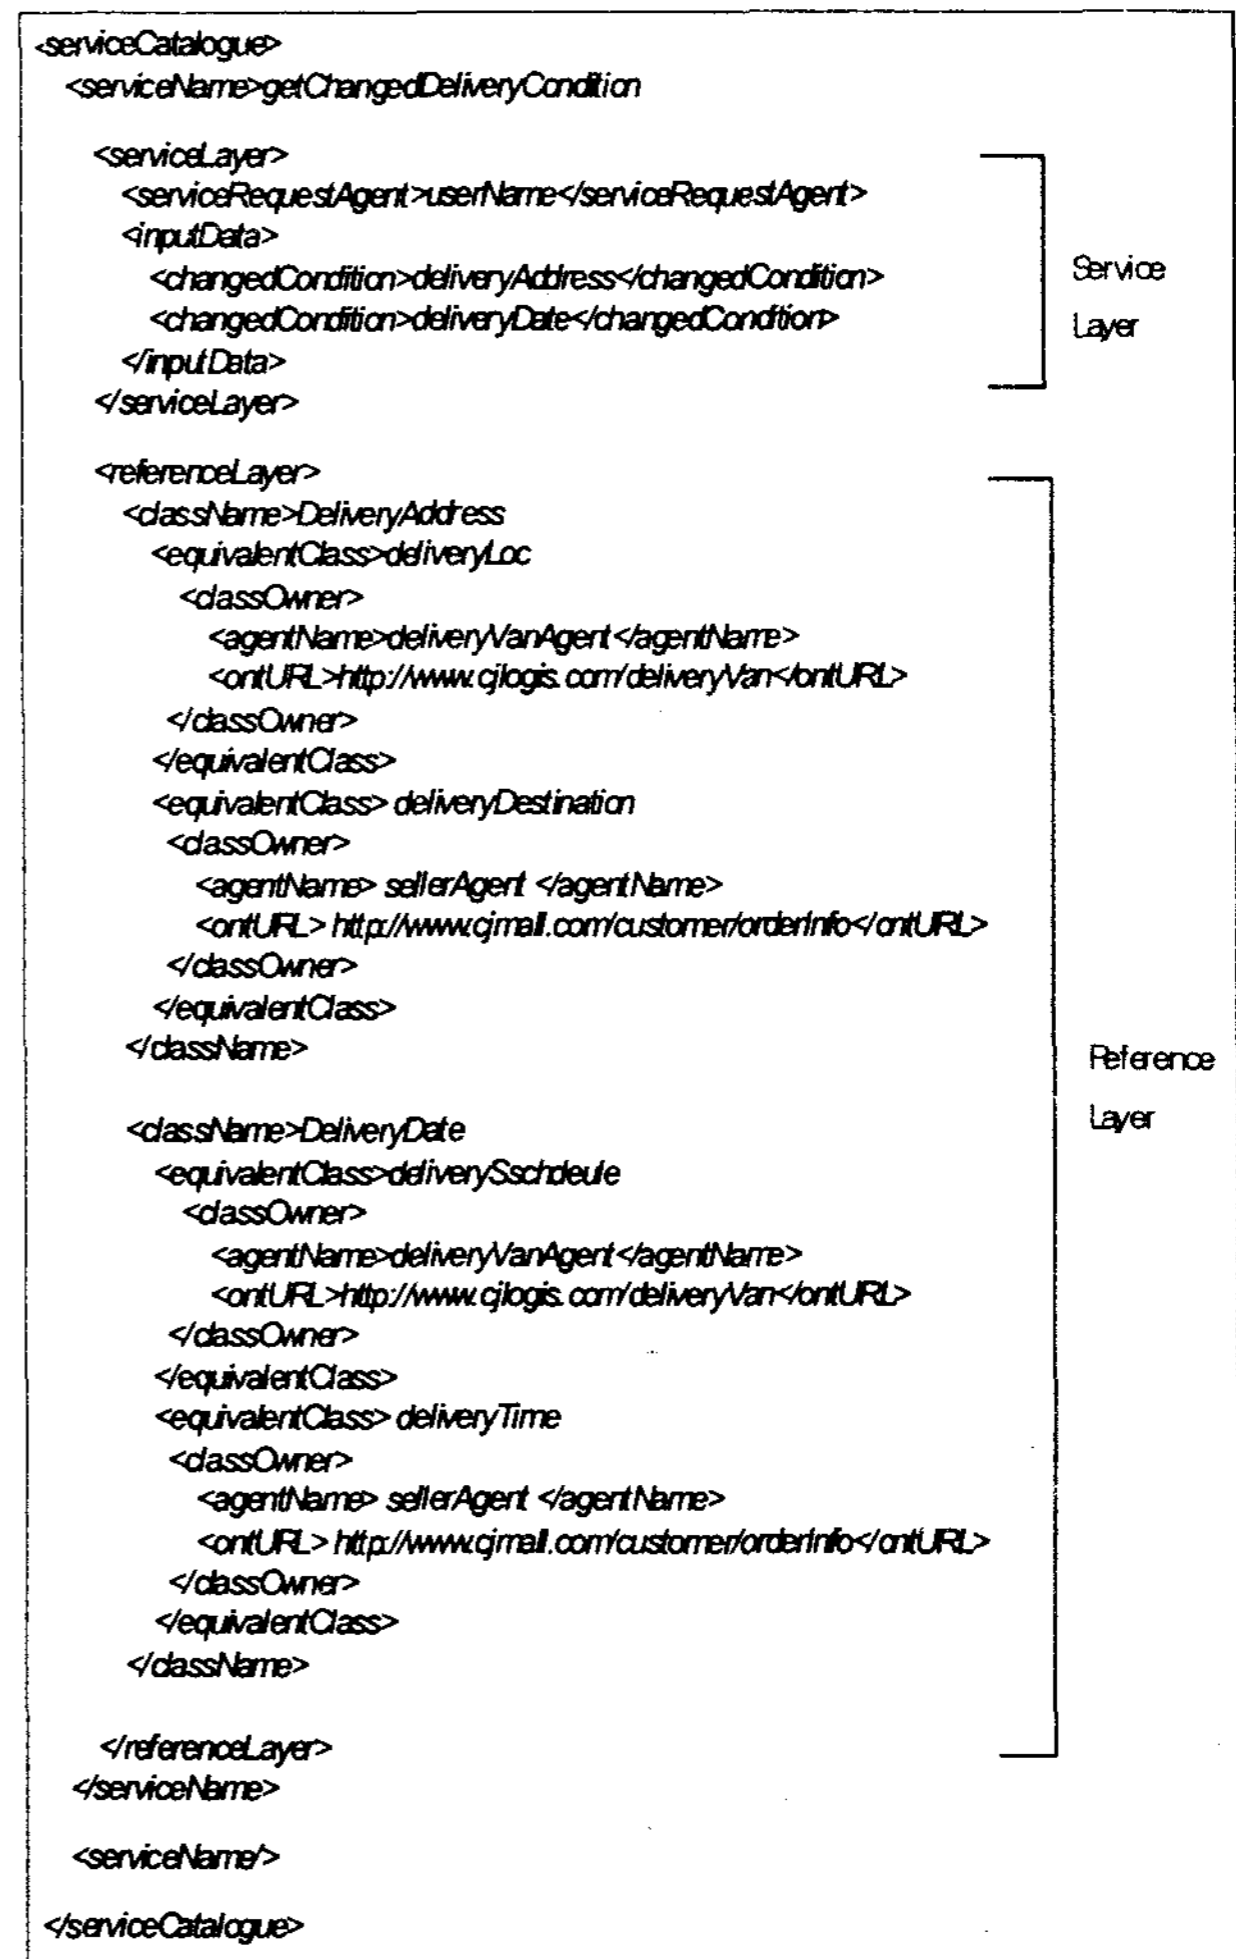 <serviceCatalogue>
<serviceName>getChangedDeliveryCondition
<serviceLayer>
<serviceRequestAgent>userName</serviceRequestAgent>
<inputData>
<changedCondition>deliveryAddress</changedCondition>
<changedCondition>deliveryDate</changedCondition>
</inputData>
</serviceLayer>
Service
Layer
<referenceLayer>
<className>DeliveryAddress
<equivalentClass>deliveryLoc
<classOwner>
<agentName>deliveryVanAgent</agentName>
<ontURL>http://www.cjlogis.com/deliveryVan</ontURL>
</classOwner>
</equivalentClass>
<equivalentClass> deliveryDestination
<classOwner>
<agentName> sellerAgent </agentName>
<ontURL> http://www.cjmall.com/customer/orderInfo</ontURL>
</classOwner>
</equivalentClass>
</className>
<className>DeliveryDate
<equivalentClass>deliverySschdeule
<classOwner>
<agentName>deliveryVanAgent</agentName>
<ontURL>http://www.cjlogis.com/deliveryVan</ontURL>
</classOwner>
</equivalentClass>
<equivalentClass> deliveryTime
<classOwner>
<agentName> sellerAgent </agentName>
<ontURL> http://www.cjmall.com/customer/orderInfo</ontURL>
</classOwner>
</equivalentClass>
</className>
</referenceLayer>
Reference
Layer
</serviceName>
<serviceName/>
</serviceCatalogue>